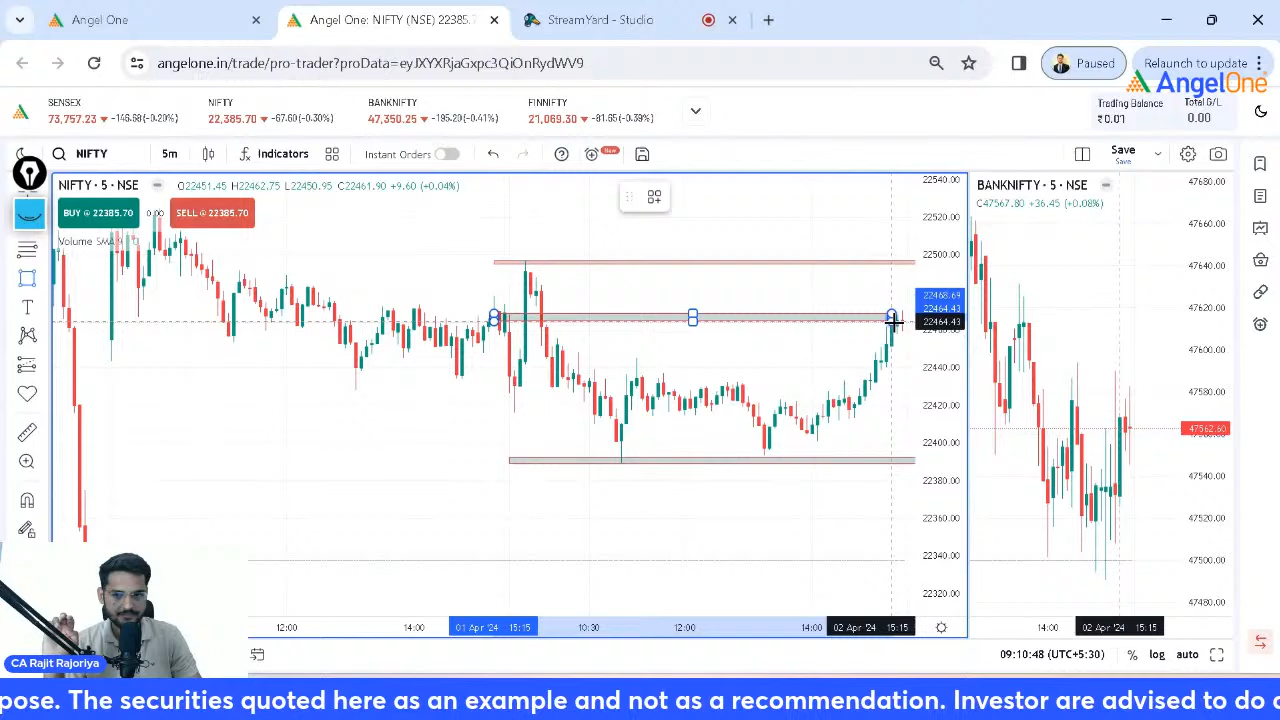 Angel One
Angel One: NIFTY (NSE) 22385.7
StreamYard - Studio
angelone.in/trade/pro-trader?proData=eyJXYXRjaGxpc3QiOnRydWV9
Paused
Relaunch to update
AngelOne
SENSEX
73,757.23 -146.68(-0.20%)
NIFTY
22,385.70 -67.60(-0.30%)
BANKNIFTY
47,350.25 -195.20(-0.41%)
FINNIFTY
21,069.30 -81.95(-0.39%)
Trading Balance
₹0.01
Total G/L
0.00
NIFTY
5m
Indicators
Instant Orders
New
Save
Save
NIFTY · 5 · NSE
O22451.45 H22462.75 L22450.95 C22461.90 +9.60 (+0.04%)
BUY @ 22385.70
0.00
SELL @ 22385.70
Volume SMA 9
22540.00
22520.00
22500.00
22468.69
22464.43
22464.43
22440.00
22420.00
22400.00
22380.00
22360.00
22340.00
22320.00
BANKNIFTY · 5 · NSE
C47567.80 +36.45 (+0.08%)
47680.00
47660.00
47640.00
47620.00
47600.00
47580.00
47562.60
47540.00
47520.00
47500.00
47480.00
12:00
14:00
01 Apr '24 15:15
10:30
12:00
14:00
02 Apr '24 15:15
14:00
02 Apr '24 15:15
09:10:48 (UTC+5:30)
%
log
auto
CA Rajit Rajoriya
pose. The securities quoted here as an example and not as a recommendation. Investor are advised to do